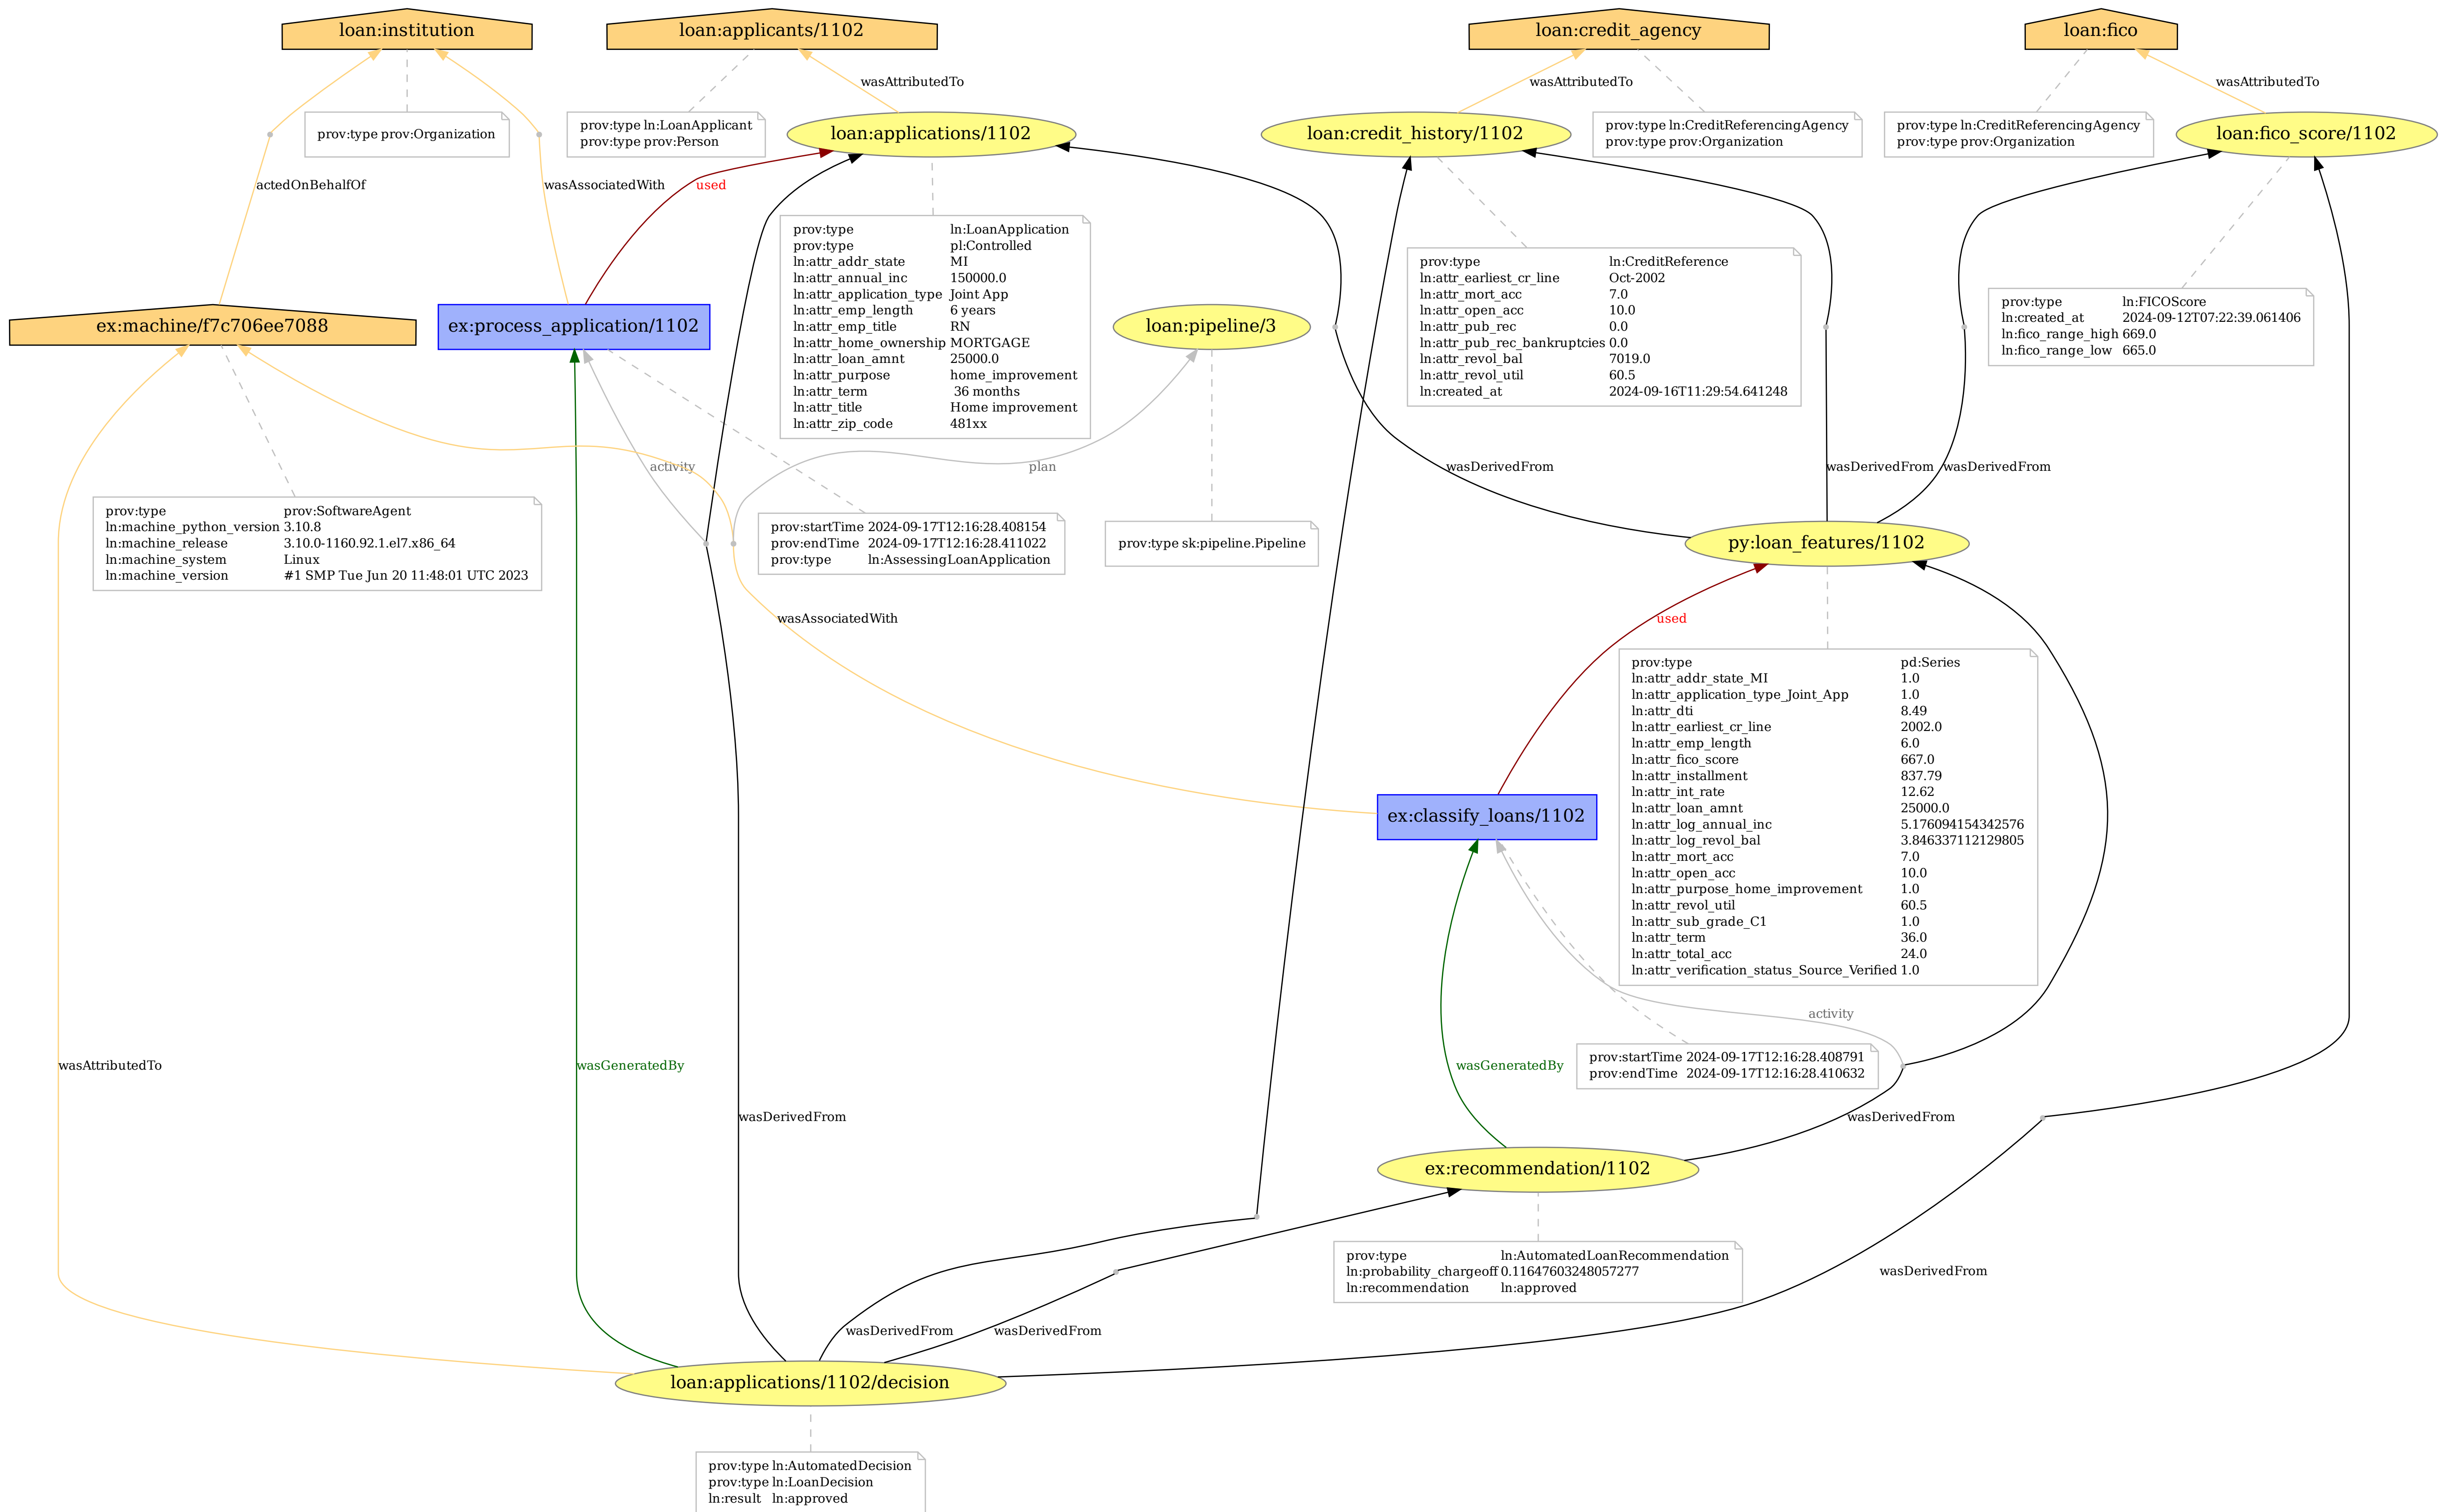 loan:institution
loan:applicants/1102
loan:credit_agency
loan:fico
wasAttributedTo
wasAttributedTo
wasAttributedTo
prov:type prov:Organization
prov:type ln:LoanApplicant
prov:type prov:Person
loan:applications/1102
loan:credit_history/1102
prov:type ln:CreditReferencingAgency
prov:type prov:Organization
prov:type ln:CreditReferencingAgency
prov:type prov:Organization
loan:fico_score/1102
actedOnBehalfOf
wasAssociatedWith
used
prov:type ln:LoanApplication
prov:type pl:Controlled
ln:attr_addr_state MI
ln:attr_annual_inc 150000.0
ln:attr_application_type Joint App
ln:attr_emp_length 6 years
ln:attr_emp_title RN
ln:attr_home_ownership MORTGAGE
ln:attr_loan_amnt 25000.0
ln:attr_purpose home_improvement
ln:attr_term 36 months
ln:attr_title Home improvement
ln:attr_zip_code 481xx
prov:type ln:CreditReference
ln:attr_earliest_cr_line Oct-2002
ln:attr_mort_acc 7.0
ln:attr_open_acc 10.0
ln:attr_pub_rec 0.0
ln:attr_pub_rec_bankruptcies 0.0
ln:attr_revol_bal 7019.0
ln:attr_revol_util 60.5
ln:created_at 2024-09-16T11:29:54.641248
prov:type ln:FICOScore
ln:created_at 2024-09-12T07:22:39.061406
ln:fico_range_high 669.0
ln:fico_range_low 665.0
ex:machine/f7c706ee7088
ex:process_application/1102
loan:pipeline/3
activity
plan
wasDerivedFrom
wasDerivedFrom
wasDerivedFrom
prov:type prov:SoftwareAgent
ln:machine_python_version 3.10.8
ln:machine_release 3.10.0-1160.92.1.el7.x86_64
ln:machine_system Linux
ln:machine_version #1 SMP Tue Jun 20 11:48:01 UTC 2023
prov:startTime 2024-09-17T12:16:28.408154
prov:endTime 2024-09-17T12:16:28.411022
prov:type ln:AssessingLoanApplication
prov:type sk:pipeline.Pipeline
py:loan_features/1102
wasAssociatedWith
used
prov:type pd:Series
ln:attr_addr_state_MI 1.0
ln:attr_application_type_Joint_App 1.0
ln:attr_dti 8.49
ln:attr_earliest_cr_line 2002.0
ln:attr_emp_length 6.0
ln:attr_fico_score 667.0
ln:attr_installment 837.79
ln:attr_int_rate 12.62
ln:attr_loan_amnt 25000.0
ln:attr_log_annual_inc 5.176094154342576
ln:attr_log_revol_bal 3.846337112129805
ln:attr_mort_acc 7.0
ln:attr_open_acc 10.0
ln:attr_purpose_home_improvement 1.0
ln:attr_revol_util 60.5
ln:attr_sub_grade_C1 1.0
ln:attr_term 36.0
ln:attr_total_acc 24.0
ln:attr_verification_status_Source_Verified 1.0
ex:classify_loans/1102
activity
wasAttributedTo
wasGeneratedBy
wasGeneratedBy
prov:startTime 2024-09-17T12:16:28.408791
prov:endTime 2024-09-17T12:16:28.410632
wasDerivedFrom
wasDerivedFrom
ex:recommendation/1102
prov:type ln:AutomatedLoanRecommendation
ln:probability_chargeoff 0.11647603248057277
ln:recommendation ln:approved
wasDerivedFrom
wasDerivedFrom
wasDerivedFrom
loan:applications/1102/decision
prov:type ln:AutomatedDecision
prov:type ln:LoanDecision
ln:result ln:approved